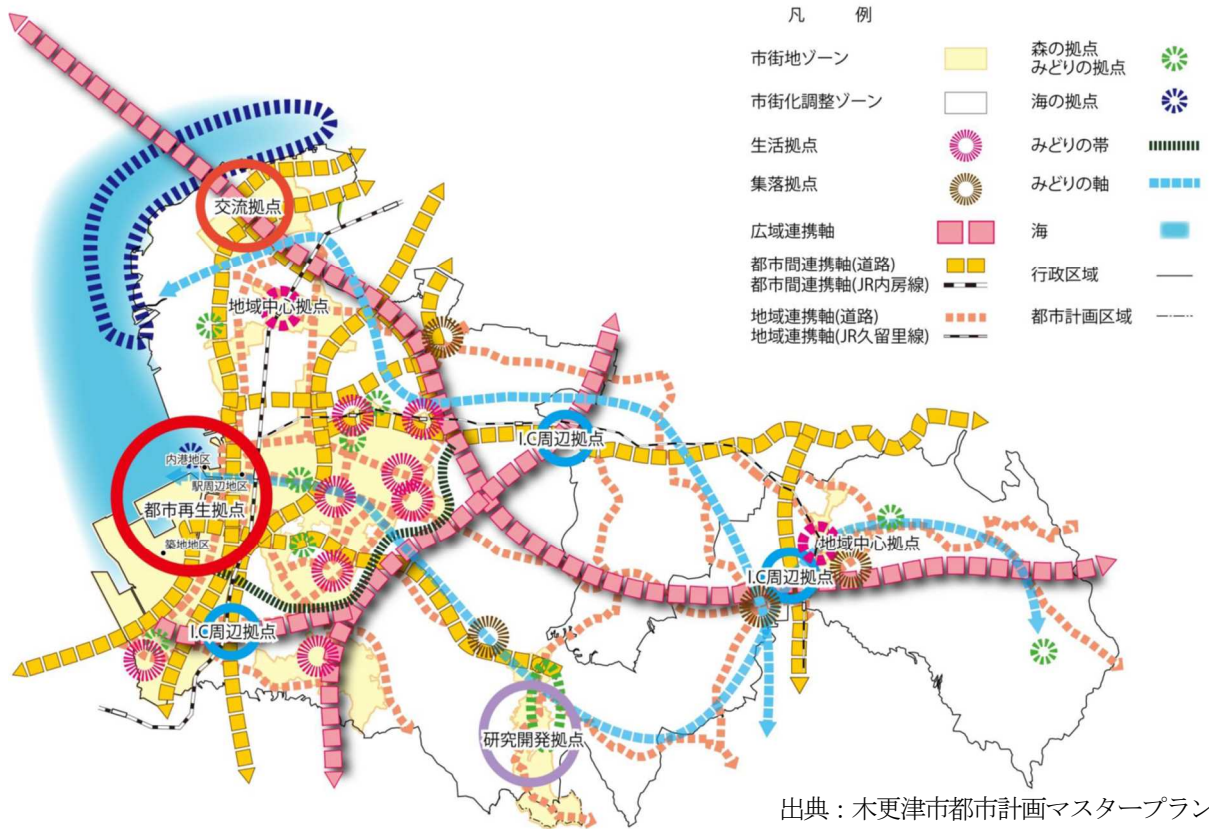 凡 例
市街地ゾーン
市街化調整ゾーン
生活拠点
集落拠点
広域連携軸
都市間連携軸(道路)
都市間連携軸(JR内房線)
地域連携軸(道路)
地域連携軸(JR久留里線)
森の拠点
みどりの拠点
海の拠点
みどりの帯
みどりの軸
海
行政区域
都市計画区域
交流拠点
地域中心拠点
I.C周辺拠点
内港地区
駅周辺地区
都市再生拠点
築地地区
地域中心拠点
I.C周辺拠点
I.C周辺拠点
研究開発拠点
出典：木更津市都市計画マスタープラン